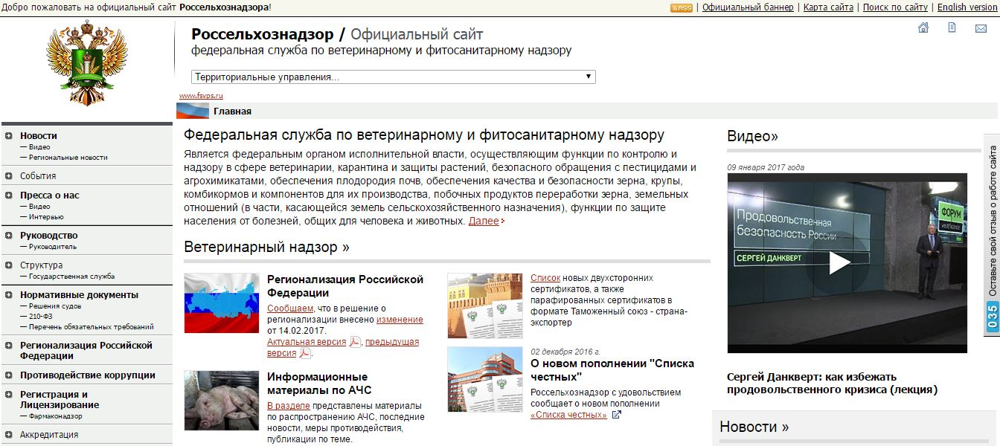 Добро пожаловать на официальный сайт Россельхознадзора!
RSS | Официальный баннер | Карта сайта | Поиск по сайту | English version
Россельхознадзор / Официальный сайт
федеральная служба по ветеринарному и фитосанитарному надзору
Территориальные управления...
www.fsvps.ru
Главная
Новости
— Видео
— Региональные новости
События
Пресса о нас
— Видео
— Интервью
Руководство
— Руководитель
Структура
— Государственная служба
Нормативные документы
— Решения судов
— 210-ФЗ
— Перечень обязательных требований
Регионализация Российской
Федерации
Противодействие коррупции
Регистрация и
Лицензирование
— Фармаконадзор
Аккредитация
Федеральная служба по ветеринарному и фитосанитарному надзору
Является федеральным органом исполнительной власти, осуществляющим функции по контролю и
надзору в сфере ветеринарии, карантина и защиты растений, безопасного обращения с пестицидами и
агрохимикатами, обеспечения плодородия почв, обеспечения качества и безопасности зерна, крупы,
комбикормов и компонентов для их производства, побочных продуктов переработки зерна, земельных
отношений (в части, касающейся земель сельскохозяйственного назначения), функции по защите
населения от болезней, общих для человека и животных. Далее
Ветеринарный надзор »
Регионализация Российской
Федерации
Сообщаем, что в решение о
регионализации внесено изменение
от 14.02.2017.
Актуальная версия , предыдущая
версия .
Информационные
материалы по АЧС
В разделе представлены материалы
по распространению АЧС, последние
новости, меры противодействия,
публикации по теме.
Список новых двухсторонних
сертификатов, а также
парафированных сертификатов в
формате Таможенный союз - страна-
экспортер
02 декабря 2016 г.
О новом пополнении "Списка
честных"
Россельхознадзор с удовольствием
сообщает о новом пополнении
«Списка честных»
Видео»
09 января 2017 года
Продовольственная
безопасность России
СЕРГЕЙ ДАНКВЕРТ
ФОРУМ
Сергей Данкверт: как избежать
продовольственного кризиса (лекция)
Новости »
Оставьте свой отзыв о работе сайта
035